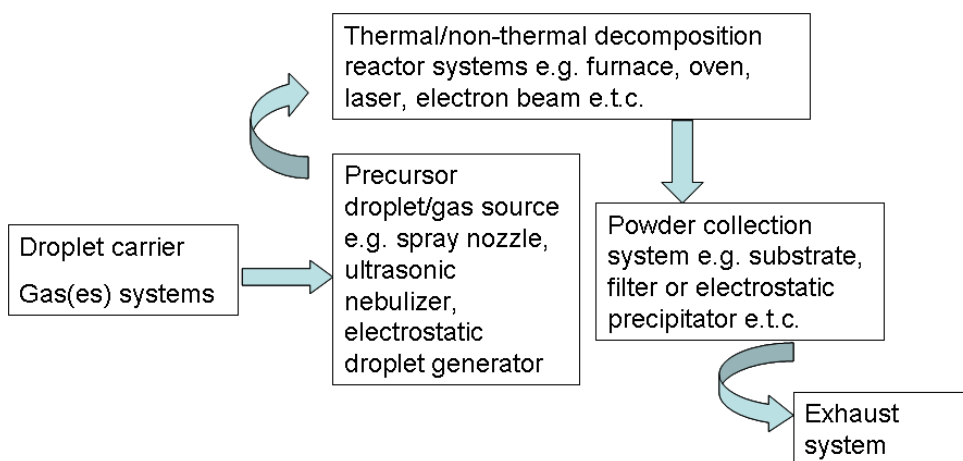 Thermal/non-thermal decomposition
reactor systems e.g. furnace, oven,
laser, electron beam e.t.c.
Precursor
droplet/gas source
e.g. spray nozzle,
ultrasonic
nebulizer,
electrostatic
droplet generator
Droplet carrier
Gas(es) systems
Powder collection
system e.g. substrate,
filter or electrostatic
precipitator e.t.c.
Exhaust
system